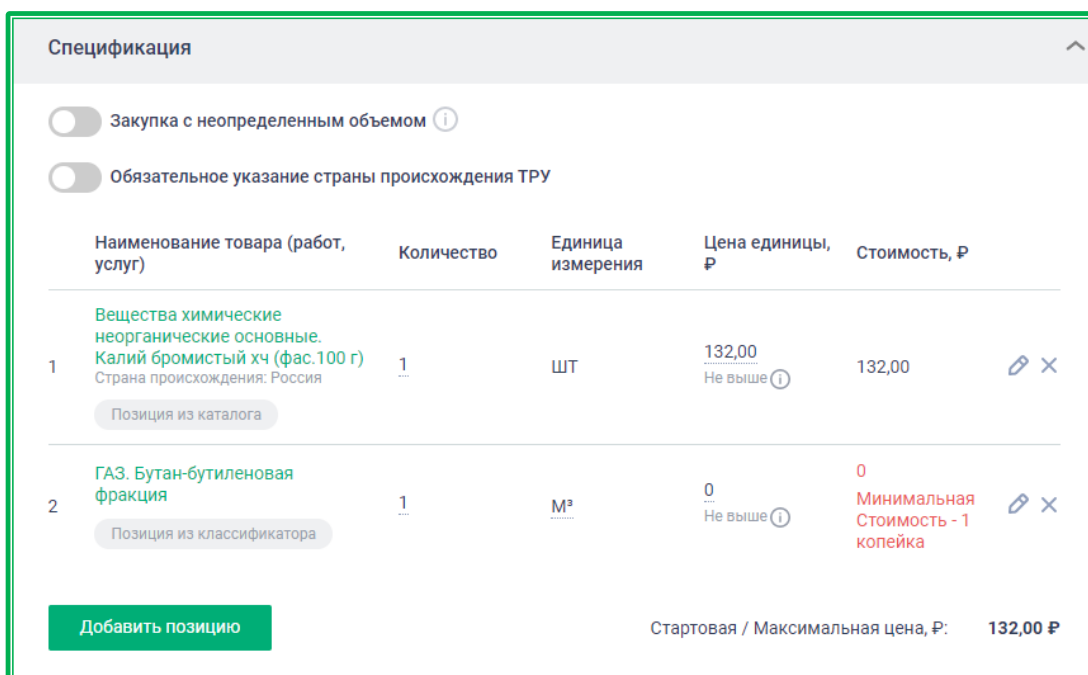 Спецификация
Закупка с неопределенным объемом
Обязательное указание страны происхождения ТРУ
Наименование товара (работ,
услуг)
Количество
Единица
измерения
Цена единицы,
₽
Стоимость, ₽
1
Вещества химические
неорганические основные.
Калий бромистый хч (фас.100 г)
Страна происхождения: Россия
Позиция из каталога
1
ШТ
132,00
Не выше
132,00
2
ГАЗ. Бутан-бутиленовая
фракция
Позиция из классификатора
1
М³
0
Не выше
0
Минимальная
Стоимость - 1
копейка
Добавить позицию
Стартовая / Максимальная цена, ₽: 132,00 ₽